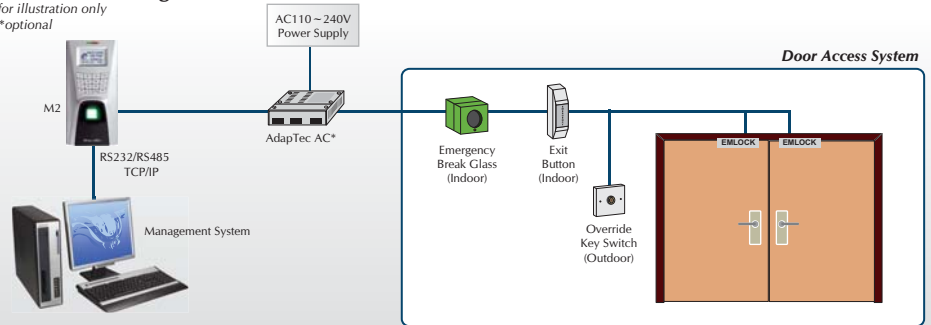 for illustration only
*optional
AC110~240V
Power Supply
Door Access System
M2
AdapTec AC*
RS232/RS485
TCP/IP
Emergency
Break Glass
(Indoor)
Exit
Button
(Indoor)
EMLOCK
EMLOCK
Override
Key Switch
(Outdoor)
Management System